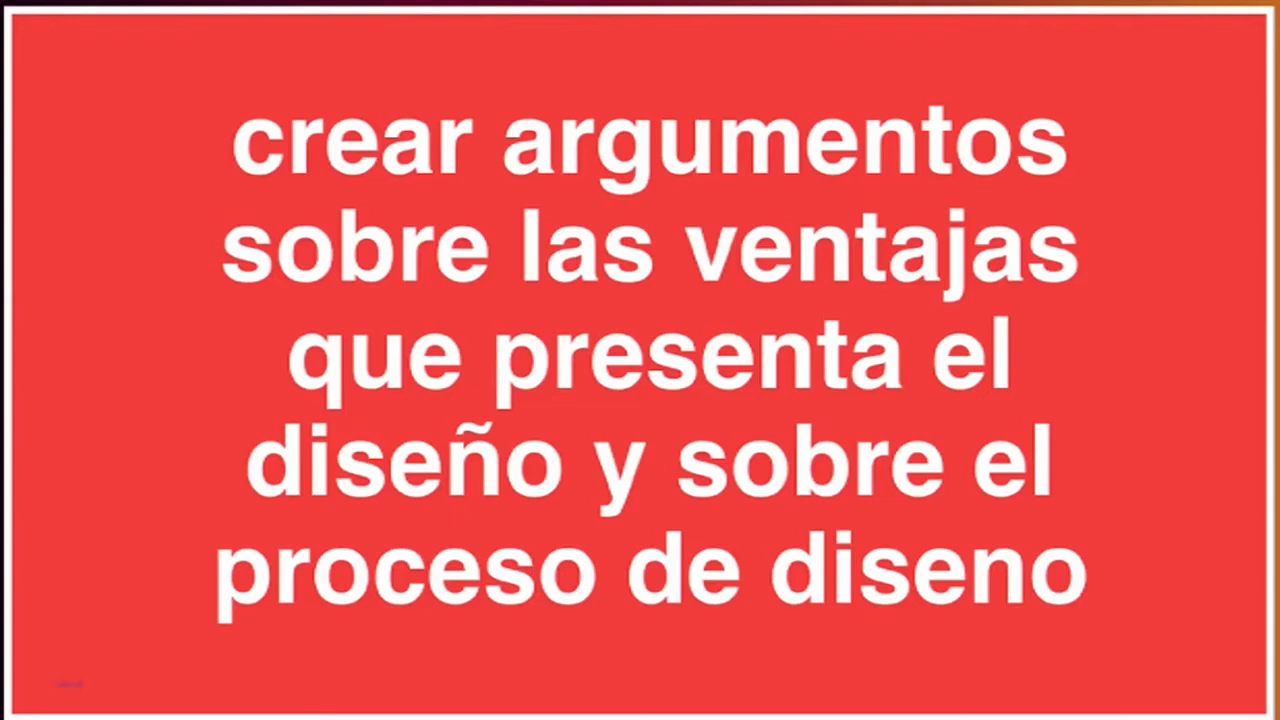 crear argumentos
sobre las ventajas
que presenta el
diseño y sobre el
proceso de diseno